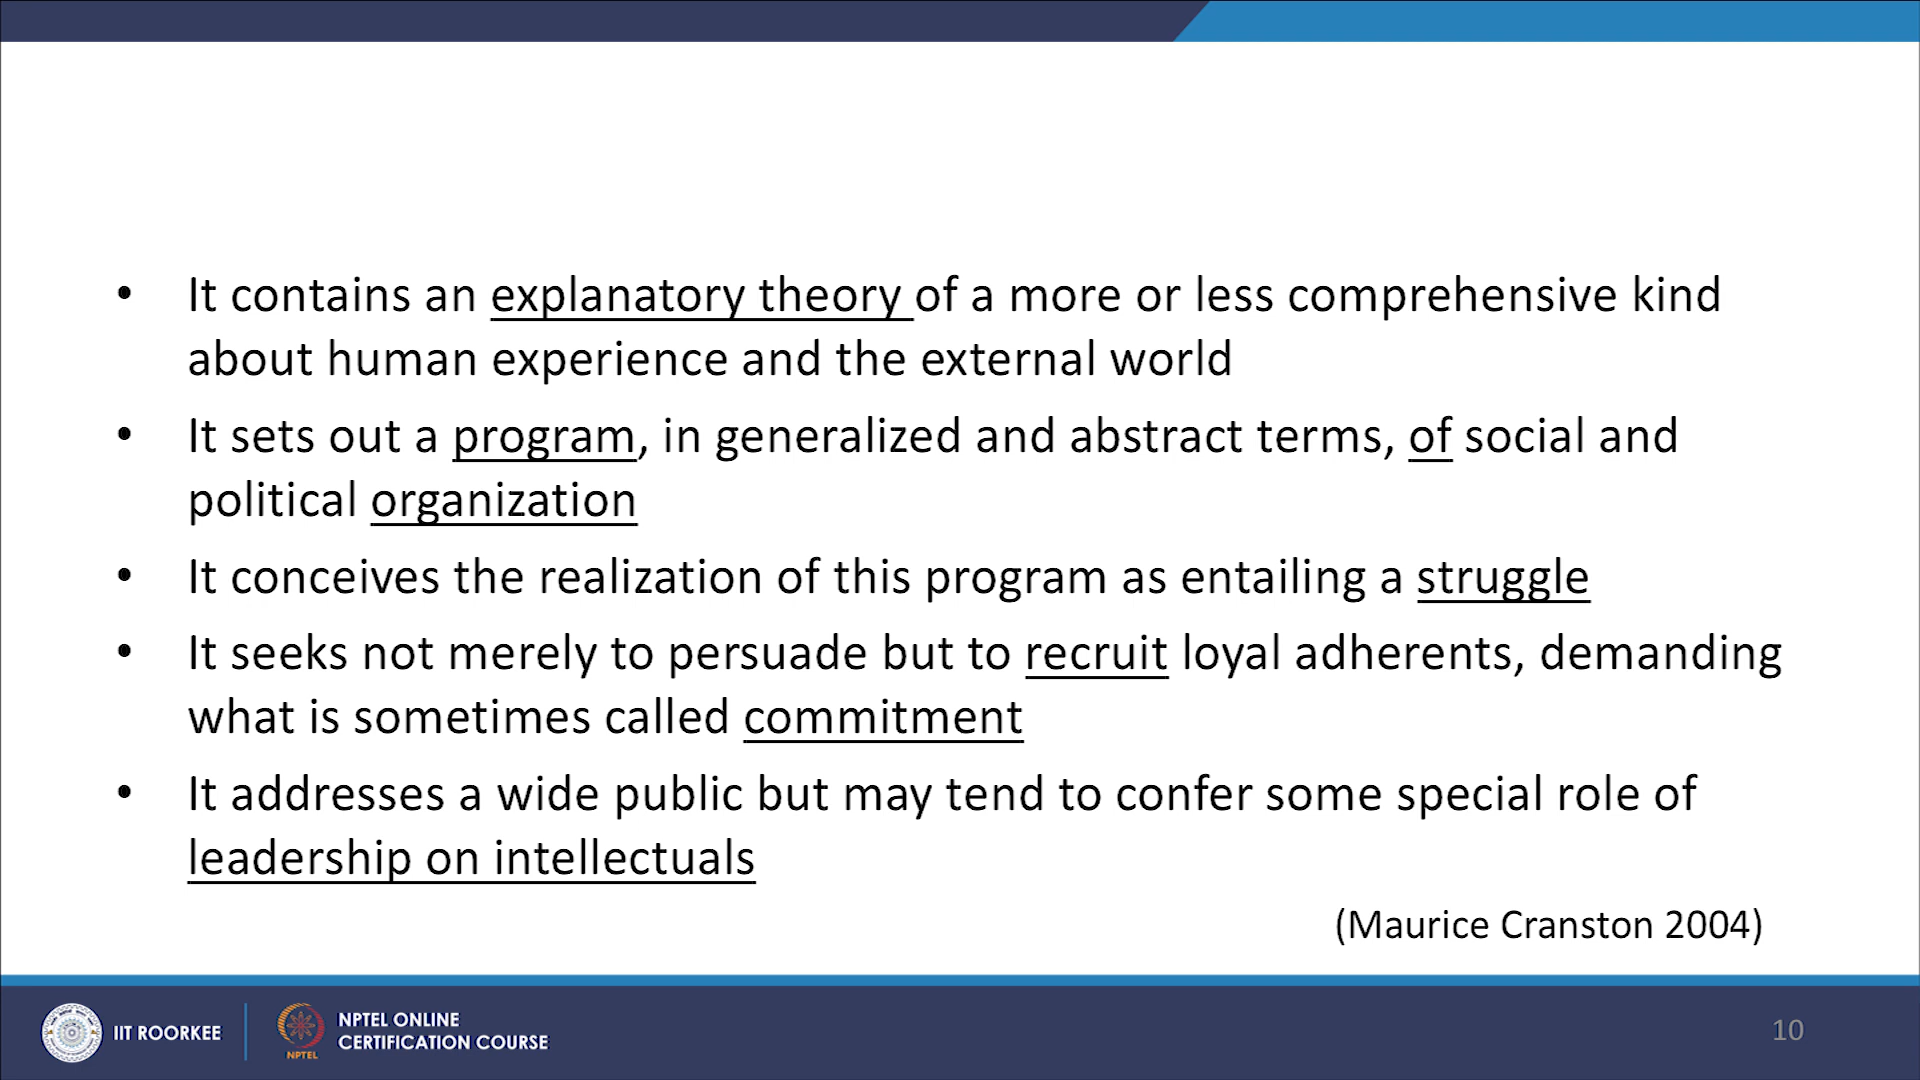 • It contains an explanatory theory of a more or less comprehensive kind
about human experience and the external world
• It sets out a program, in generalized and abstract terms, of social and
political organization
• It conceives the realization of this program as entailing a struggle
• It seeks not merely to persuade but to recruit loyal adherents, demanding
what is sometimes called commitment
• It addresses a wide public but may tend to confer some special role of
leadership on intellectuals
(Maurice Cranston 2004)
IIT ROORKEE
NPTEL
NPTEL ONLINE
CERTIFICATION COURSE
10